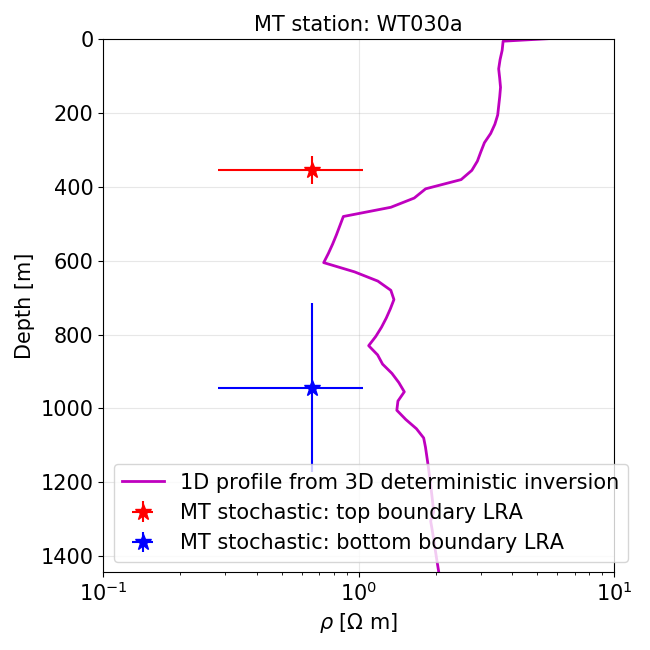 MT station: WT030a
0
200
400
600
800
1000
1200
1400
Depth [m]
1D profile from 3D deterministic inversion
MT stochastic: top boundary LRA
MT stochastic: bottom boundary LRA
10⁻¹ 10⁰ 10¹
ρ [Ω m]